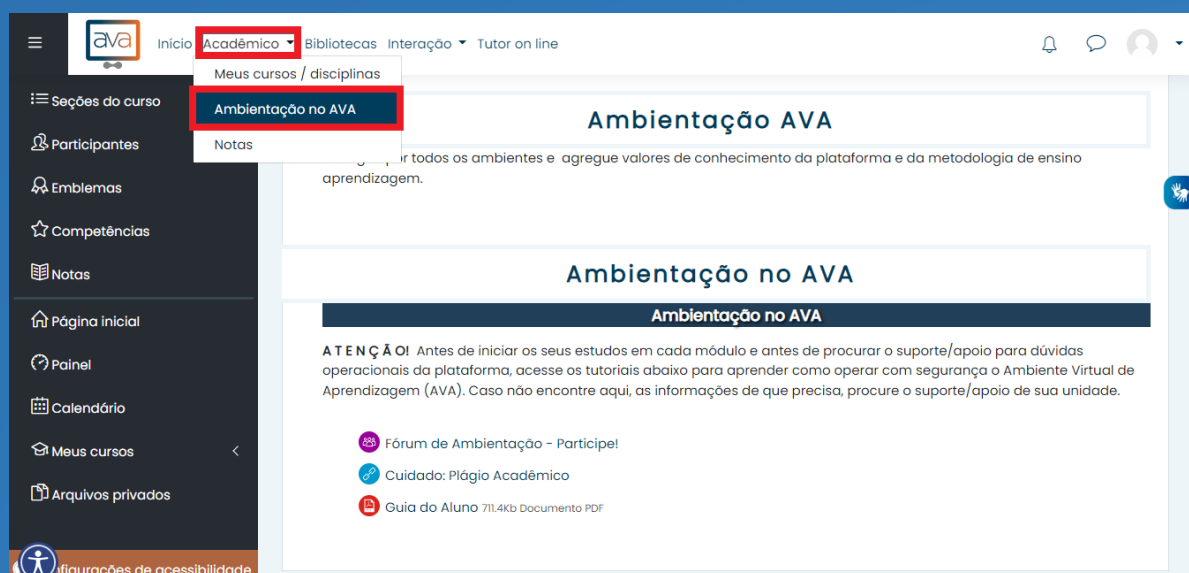 ava
Início Acadêmico Bibliotecas Interação Tutor on line
Meus cursos / disciplinas
Ambientação no AVA
Notas
Seções do curso
Participantes
Emblemas
Competências
Notas
Página inicial
Painel
Calendário
Meus cursos
Arquivos privados
configurações de acessibilidade
Ambientação AVA
por todos os ambientes e agregue valores de conhecimento da plataforma e da metodologia de ensino
aprendizagem.
Ambientação no AVA
Ambientação no AVA
A T E N Ç Ã O! Antes de iniciar os seus estudos em cada módulo e antes de procurar o suporte/apoio para dúvidas
operacionais da plataforma, acesse os tutoriais abaixo para aprender como operar com segurança o Ambiente Virtual de
Aprendizagem (AVA). Caso não encontre aqui, as informações de que precisa, procure o suporte/apoio de sua unidade.
Fórum de Ambientação - Participe!
Cuidado: Plágio Acadêmico
Guia do Aluno 711.4Kb Documento PDF